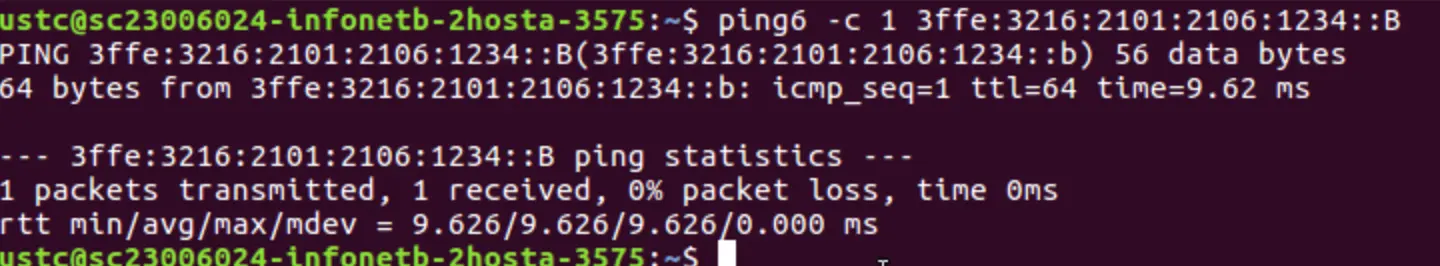 ustc@sc23006024-infonetb-2hosta-3575:~$ ping6 -c 1 3ffe:3216:2101:2106:1234::B
PING 3ffe:3216:2101:2106:1234::B(3ffe:3216:2101:2106:1234::b) 56 data bytes
64 bytes from 3ffe:3216:2101:2106:1234::b: icmp_seq=1 ttl=64 time=9.62 ms

--- 3ffe:3216:2101:2106:1234::B ping statistics ---
1 packets transmitted, 1 received, 0% packet loss, time 0ms
rtt min/avg/max/mdev = 9.626/9.626/9.626/0.000 ms
ustc@sc23006024-infonetb-2hosta-3575:~$